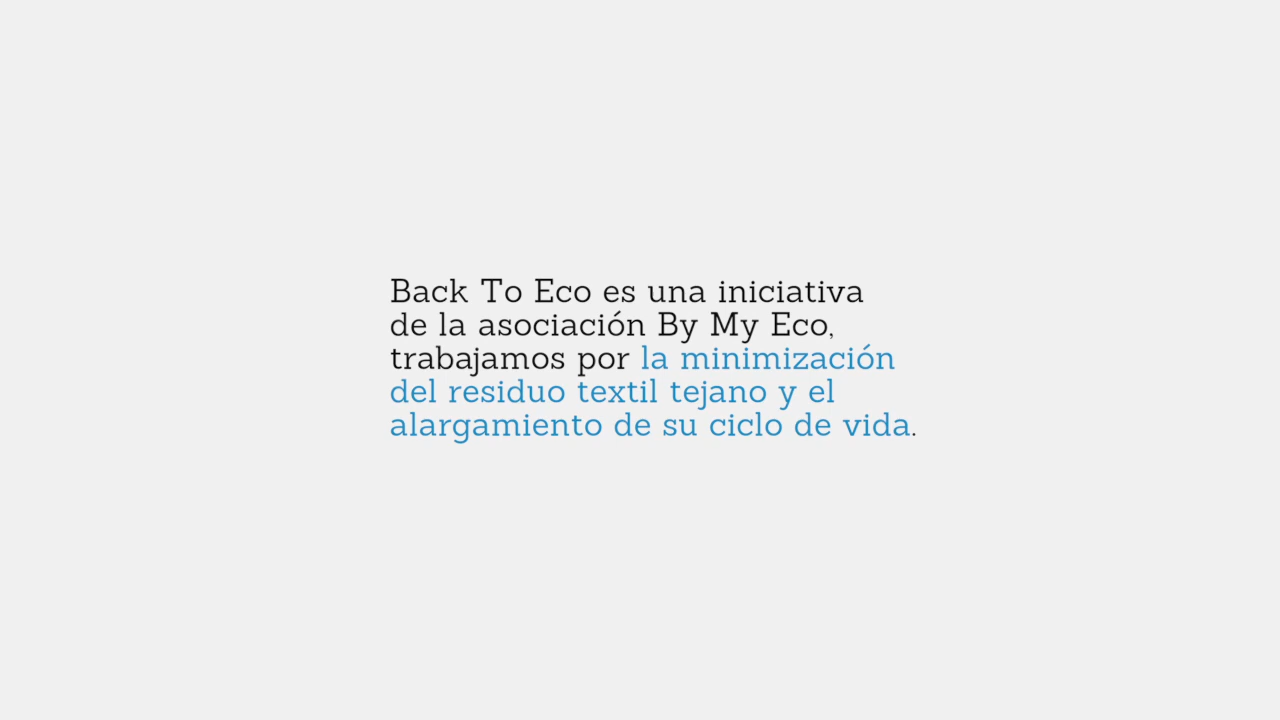 Back To Eco es una iniciativa
de la asociación By My Eco,
trabajamos por la minimización
del residuo textil tejano y el
alargamiento de su ciclo de vida.